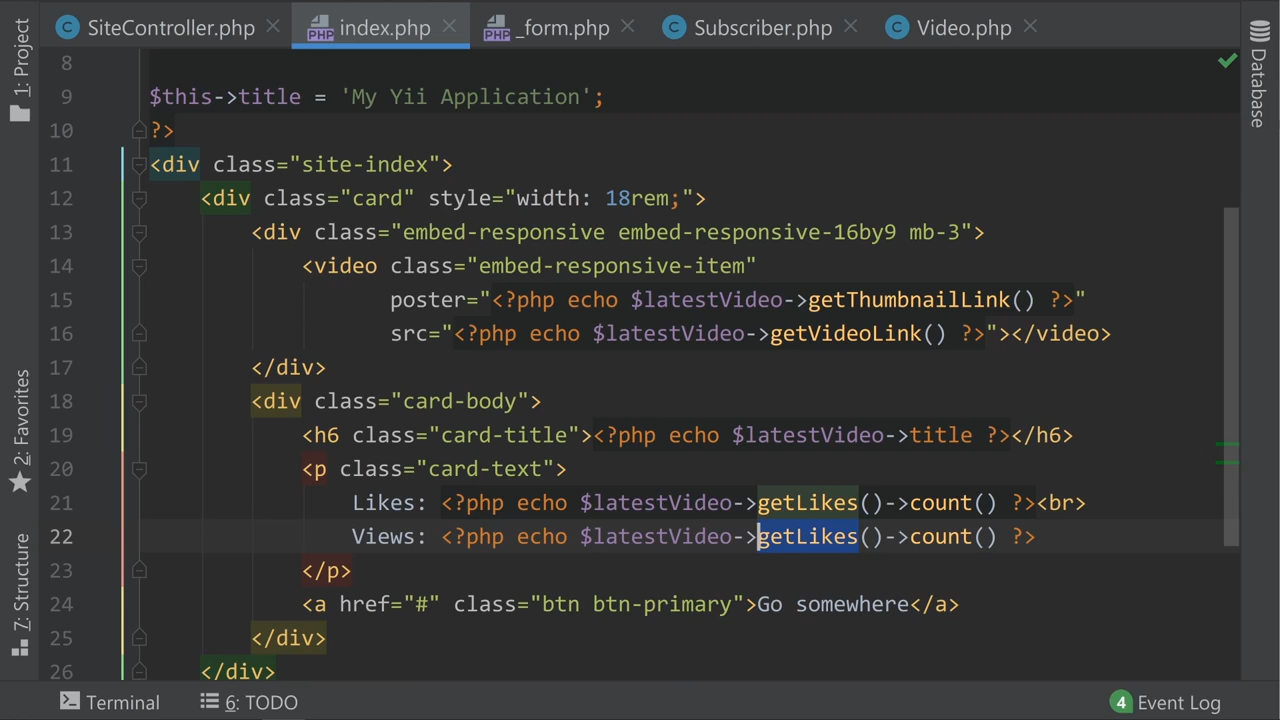 SiteController.php index.php _form.php Subscriber.php Video.php
1: Project
2: Favorites
7: Structure
Database
8
9 $this->title = 'My Yii Application';
10 ?>
11 <div class="site-index">
12 <div class="card" style="width: 18rem;">
13 <div class="embed-responsive embed-responsive-16by9 mb-3">
14 <video class="embed-responsive-item"
15 poster="<?php echo $latestVideo->getThumbnailLink() ?>"
16 src="<?php echo $latestVideo->getVideoLink() ?>"></video>
17 </div>
18 <div class="card-body">
19 <h6 class="card-title"><?php echo $latestVideo->title ?></h6>
20 <p class="card-text">
21 Likes: <?php echo $latestVideo->getLikes()->count() ?><br>
22 Views: <?php echo $latestVideo->getLikes()->count() ?>
23 </p>
24 <a href="#" class="btn btn-primary">Go somewhere</a>
25 </div>
26 </div>
Terminal 6: TODO 4 Event Log